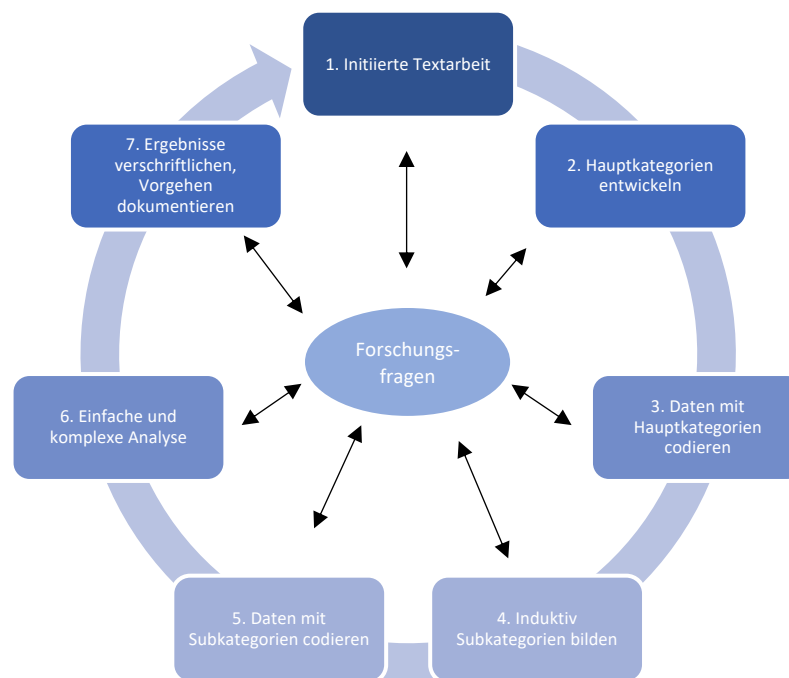 1. Initiierte Textarbeit
2. Hauptkategorien
entwickeln
3. Daten mit
Hauptkategorien
codieren
4. Induktiv
Subkategorien bilden
5. Daten mit
Subkategorien codieren
6. Einfache und
komplexe Analyse
7. Ergebnisse
verschriftlichen,
Vorgehen
dokumentieren
Forschungs-
fragen